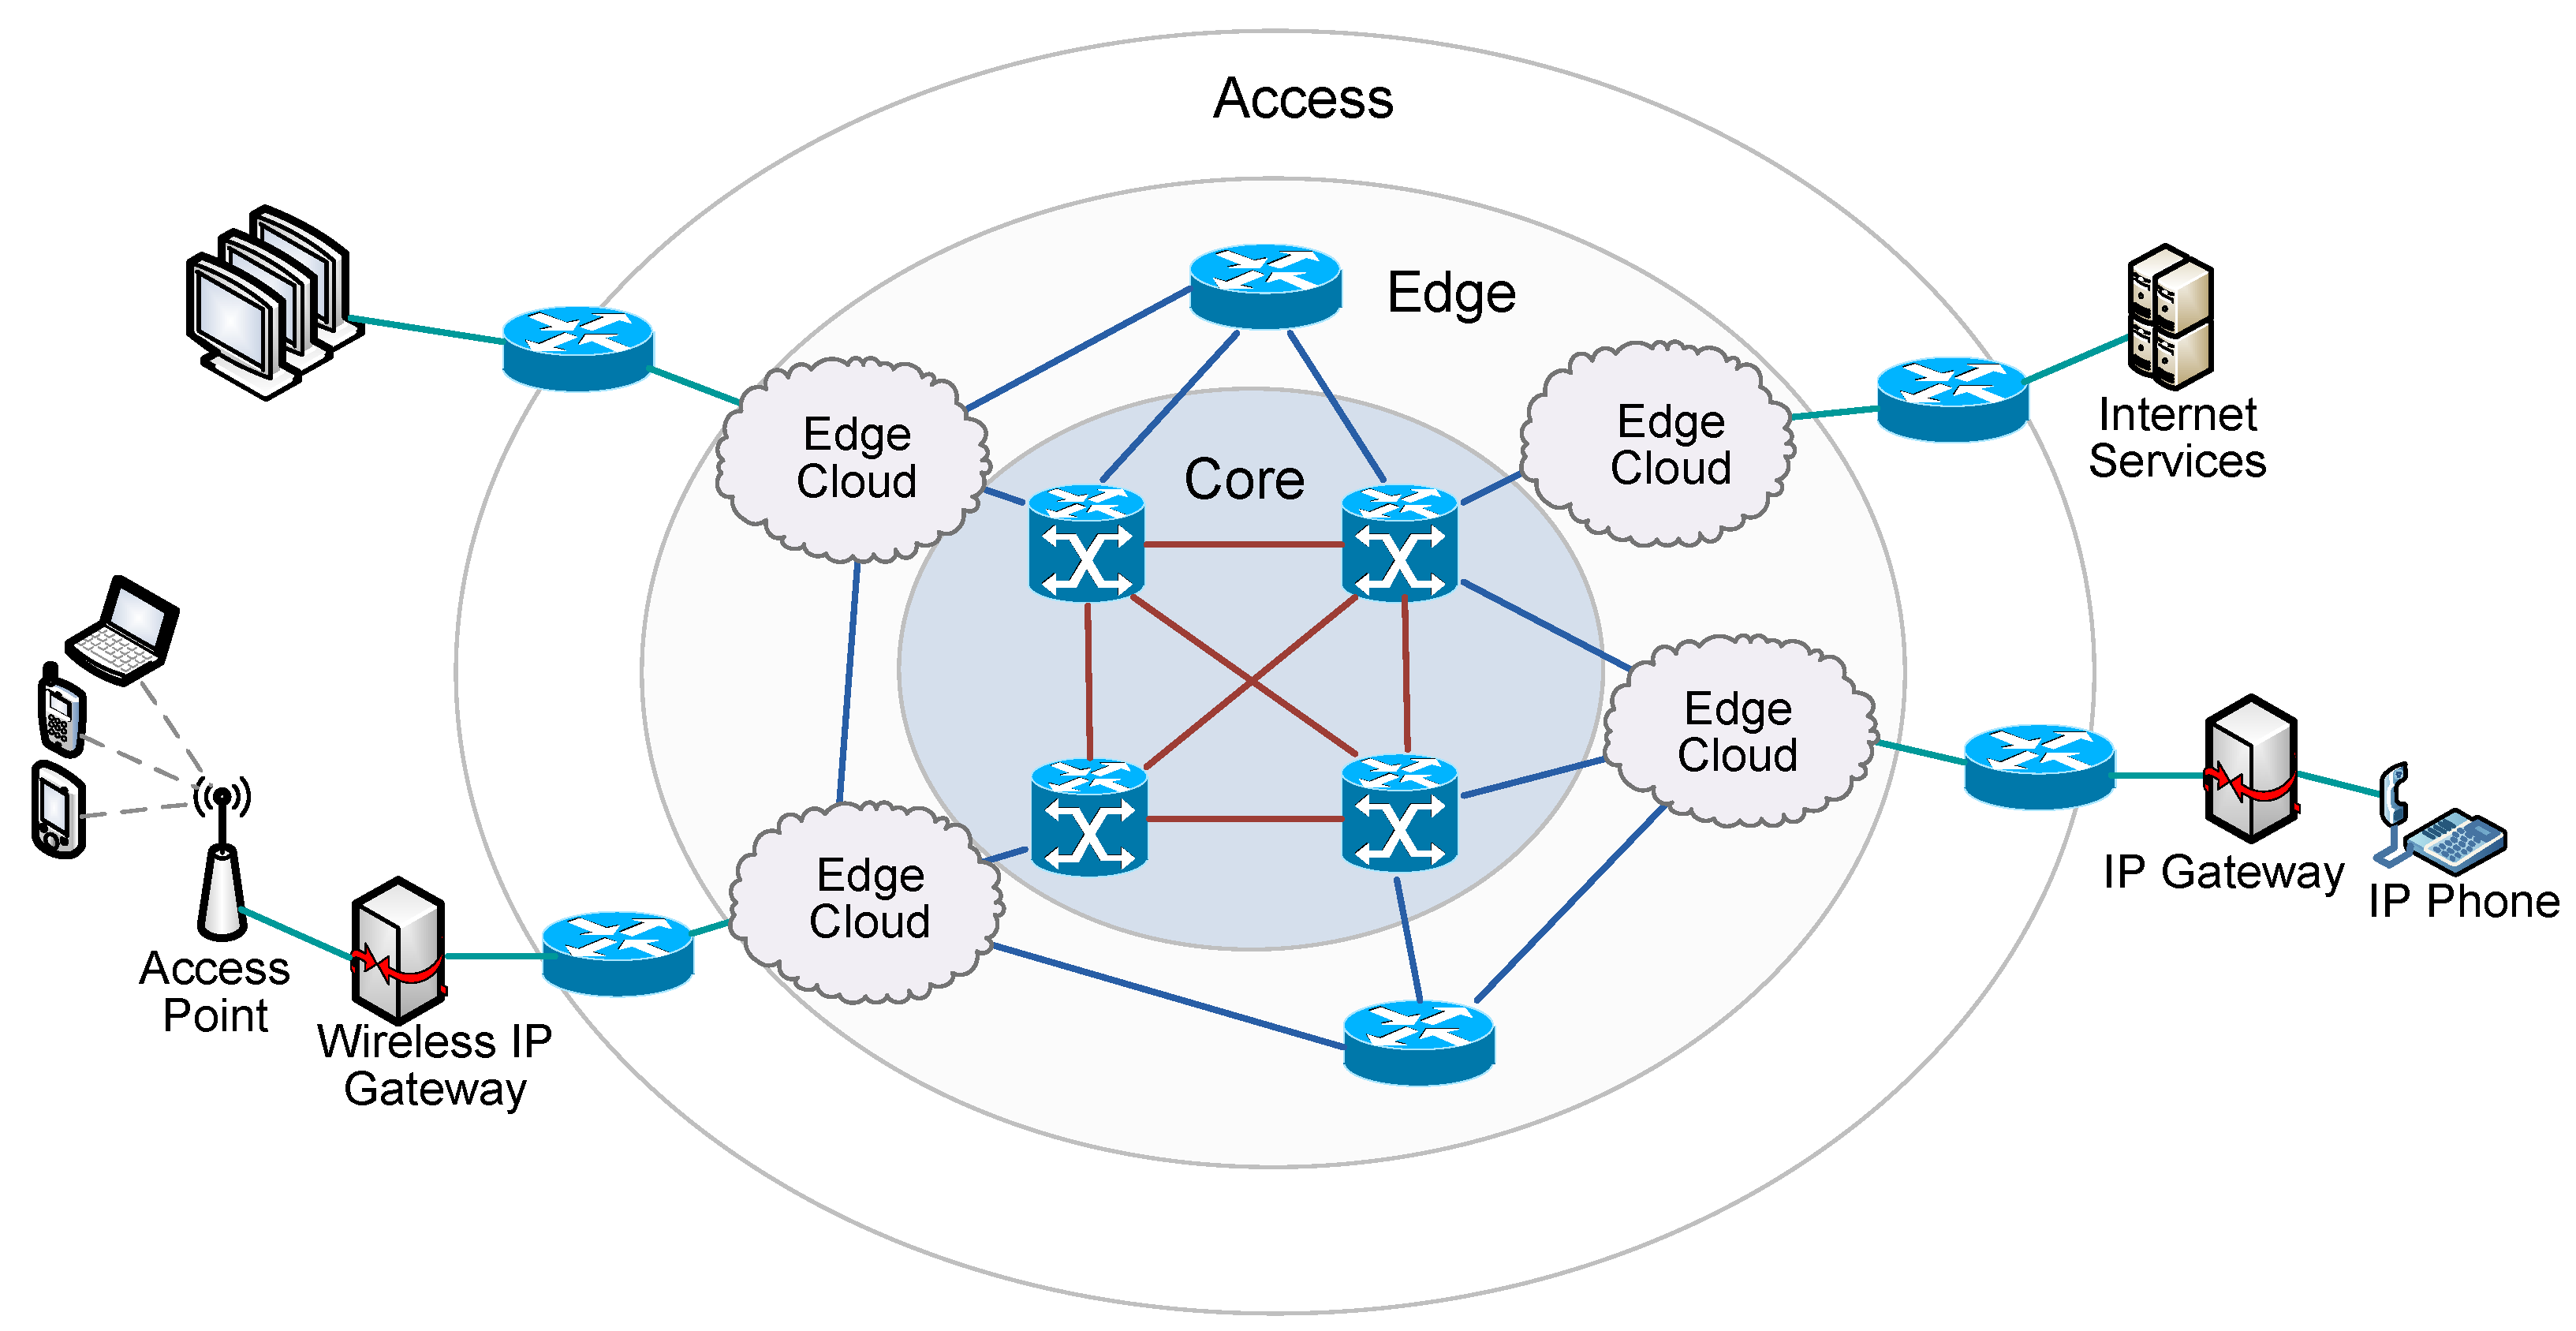 Access
Edge
Edge
Cloud
Edge
Cloud
Internet
Services
Core
Edge
Cloud
Edge
Cloud
IP Gateway
IP Phone
Access
Point
Wireless IP
Gateway